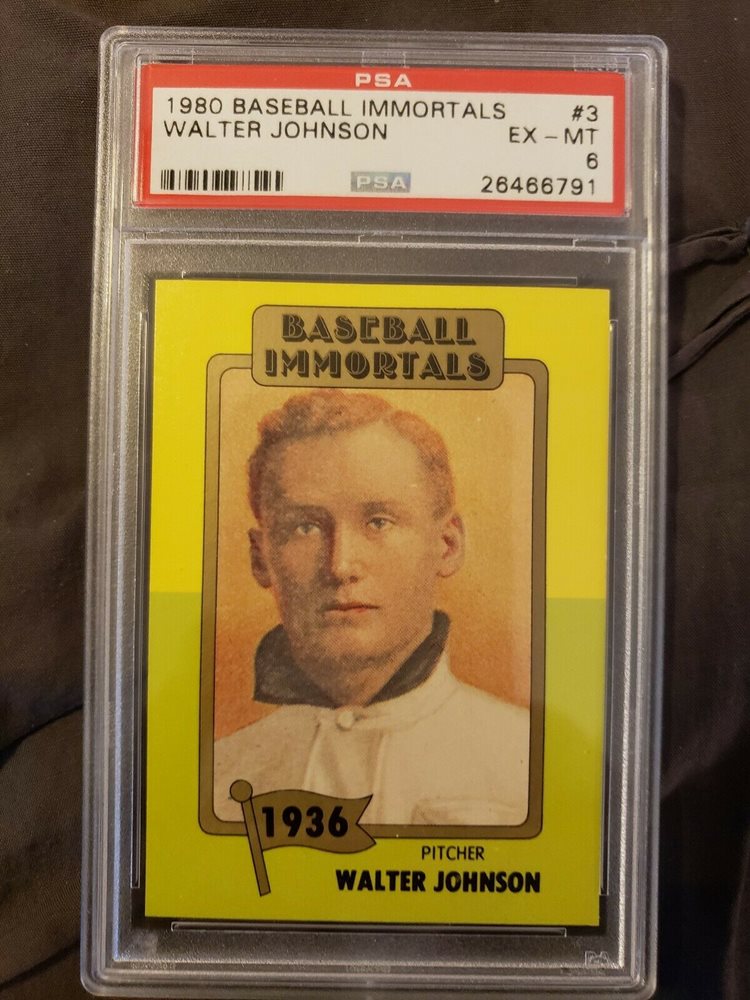 PSA
1980 BASEBALL IMMORTALS #3
WALTER JOHNSON EX - MT
6
PSA 26466791
BASEBALL
IMMORTALS
1936
PITCHER
WALTER JOHNSON